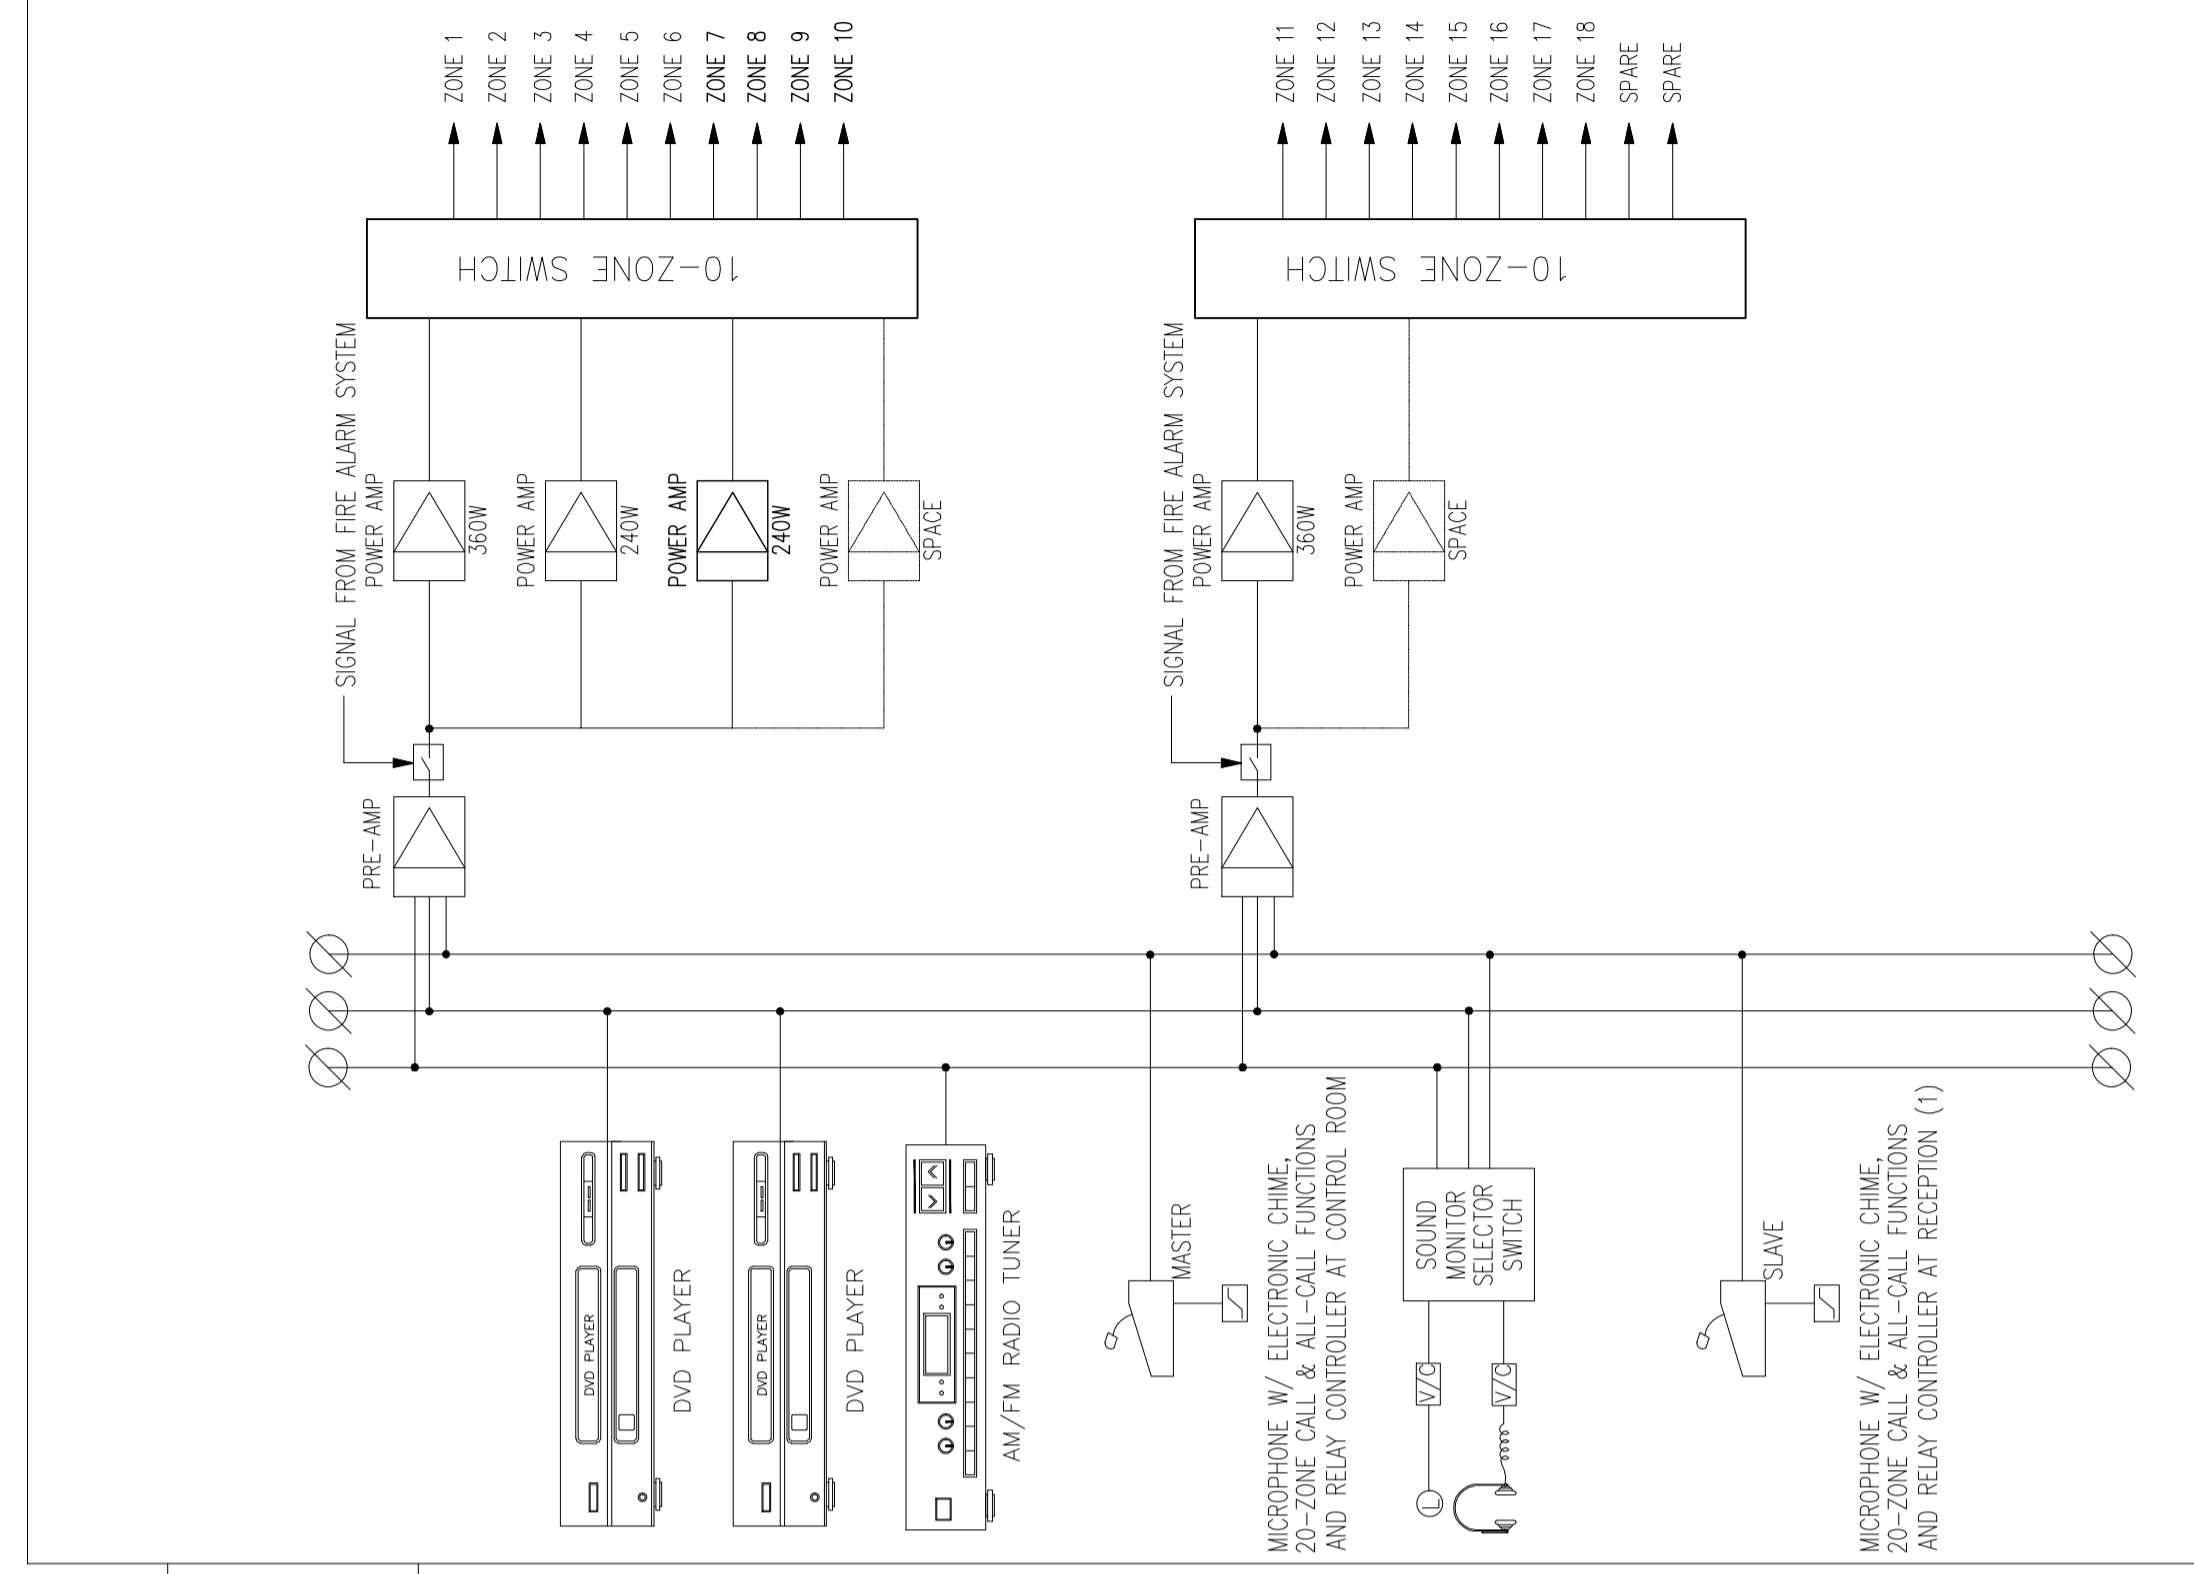 ZONE 1
ZONE 2
ZONE 3
ZONE 4
ZONE 5
ZONE 6
ZONE 7
ZONE 8
ZONE 9
ZONE 10
10-ZONE SWITCH
SIGNAL FROM FIRE ALARM SYSTEM
POWER AMP
360W
POWER AMP
240W
POWER AMP
240W
POWER AMP
SPACE
PRE-AMP
ZONE 11
ZONE 12
ZONE 13
ZONE 14
ZONE 15
ZONE 16
ZONE 17
ZONE 18
SPARE
SPARE
10-ZONE SWITCH
SIGNAL FROM FIRE ALARM SYSTEM
POWER AMP
360W
POWER AMP
SPACE
PRE-AMP
DVD PLAYER
DVD PLAYER
DVD PLAYER
DVD PLAYER
AM/FM RADIO TUNER
MASTER
MICROPHONE W/ ELECTRONIC CHIME,
20-ZONE CALL & ALL-CALL FUNCTIONS
AND RELAY CONTROLLER AT CONTROL ROOM
SOUND
MONITOR
SELECTOR
SWITCH
V/C
V/C
L
SLAVE
MICROPHONE W/ ELECTRONIC CHIME,
20-ZONE CALL & ALL-CALL FUNCTIONS
AND RELAY CONTROLLER AT RECEPTION (1)